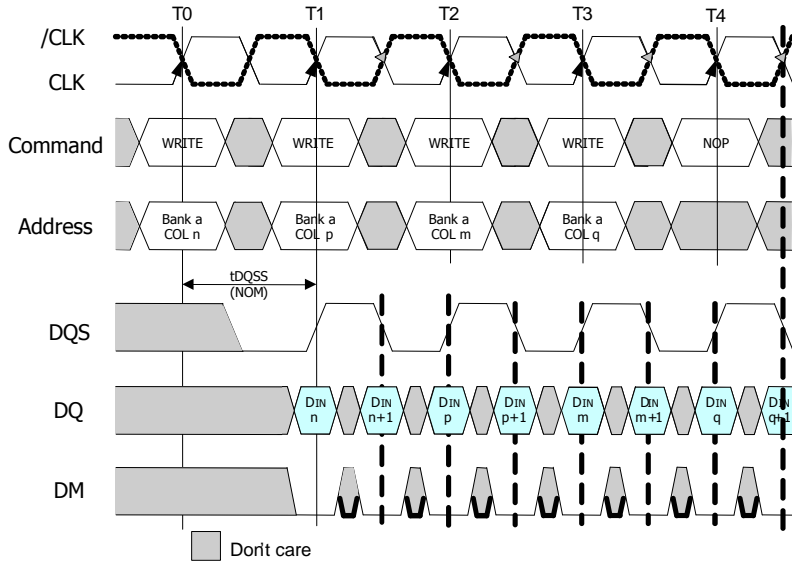 T0 T1 T2 T3 T4
/CLK
CLK
Command WRITE WRITE WRITE WRITE NOP
Address Bank a COL n Bank a COL p Bank a COL m Bank a COL q
tDQSS
(NOM)
DQS
DQ DIN n DIN n+1 DIN p DIN p+1 DIN m DIN m+1 DIN q DIN q+1
DM
Don't care